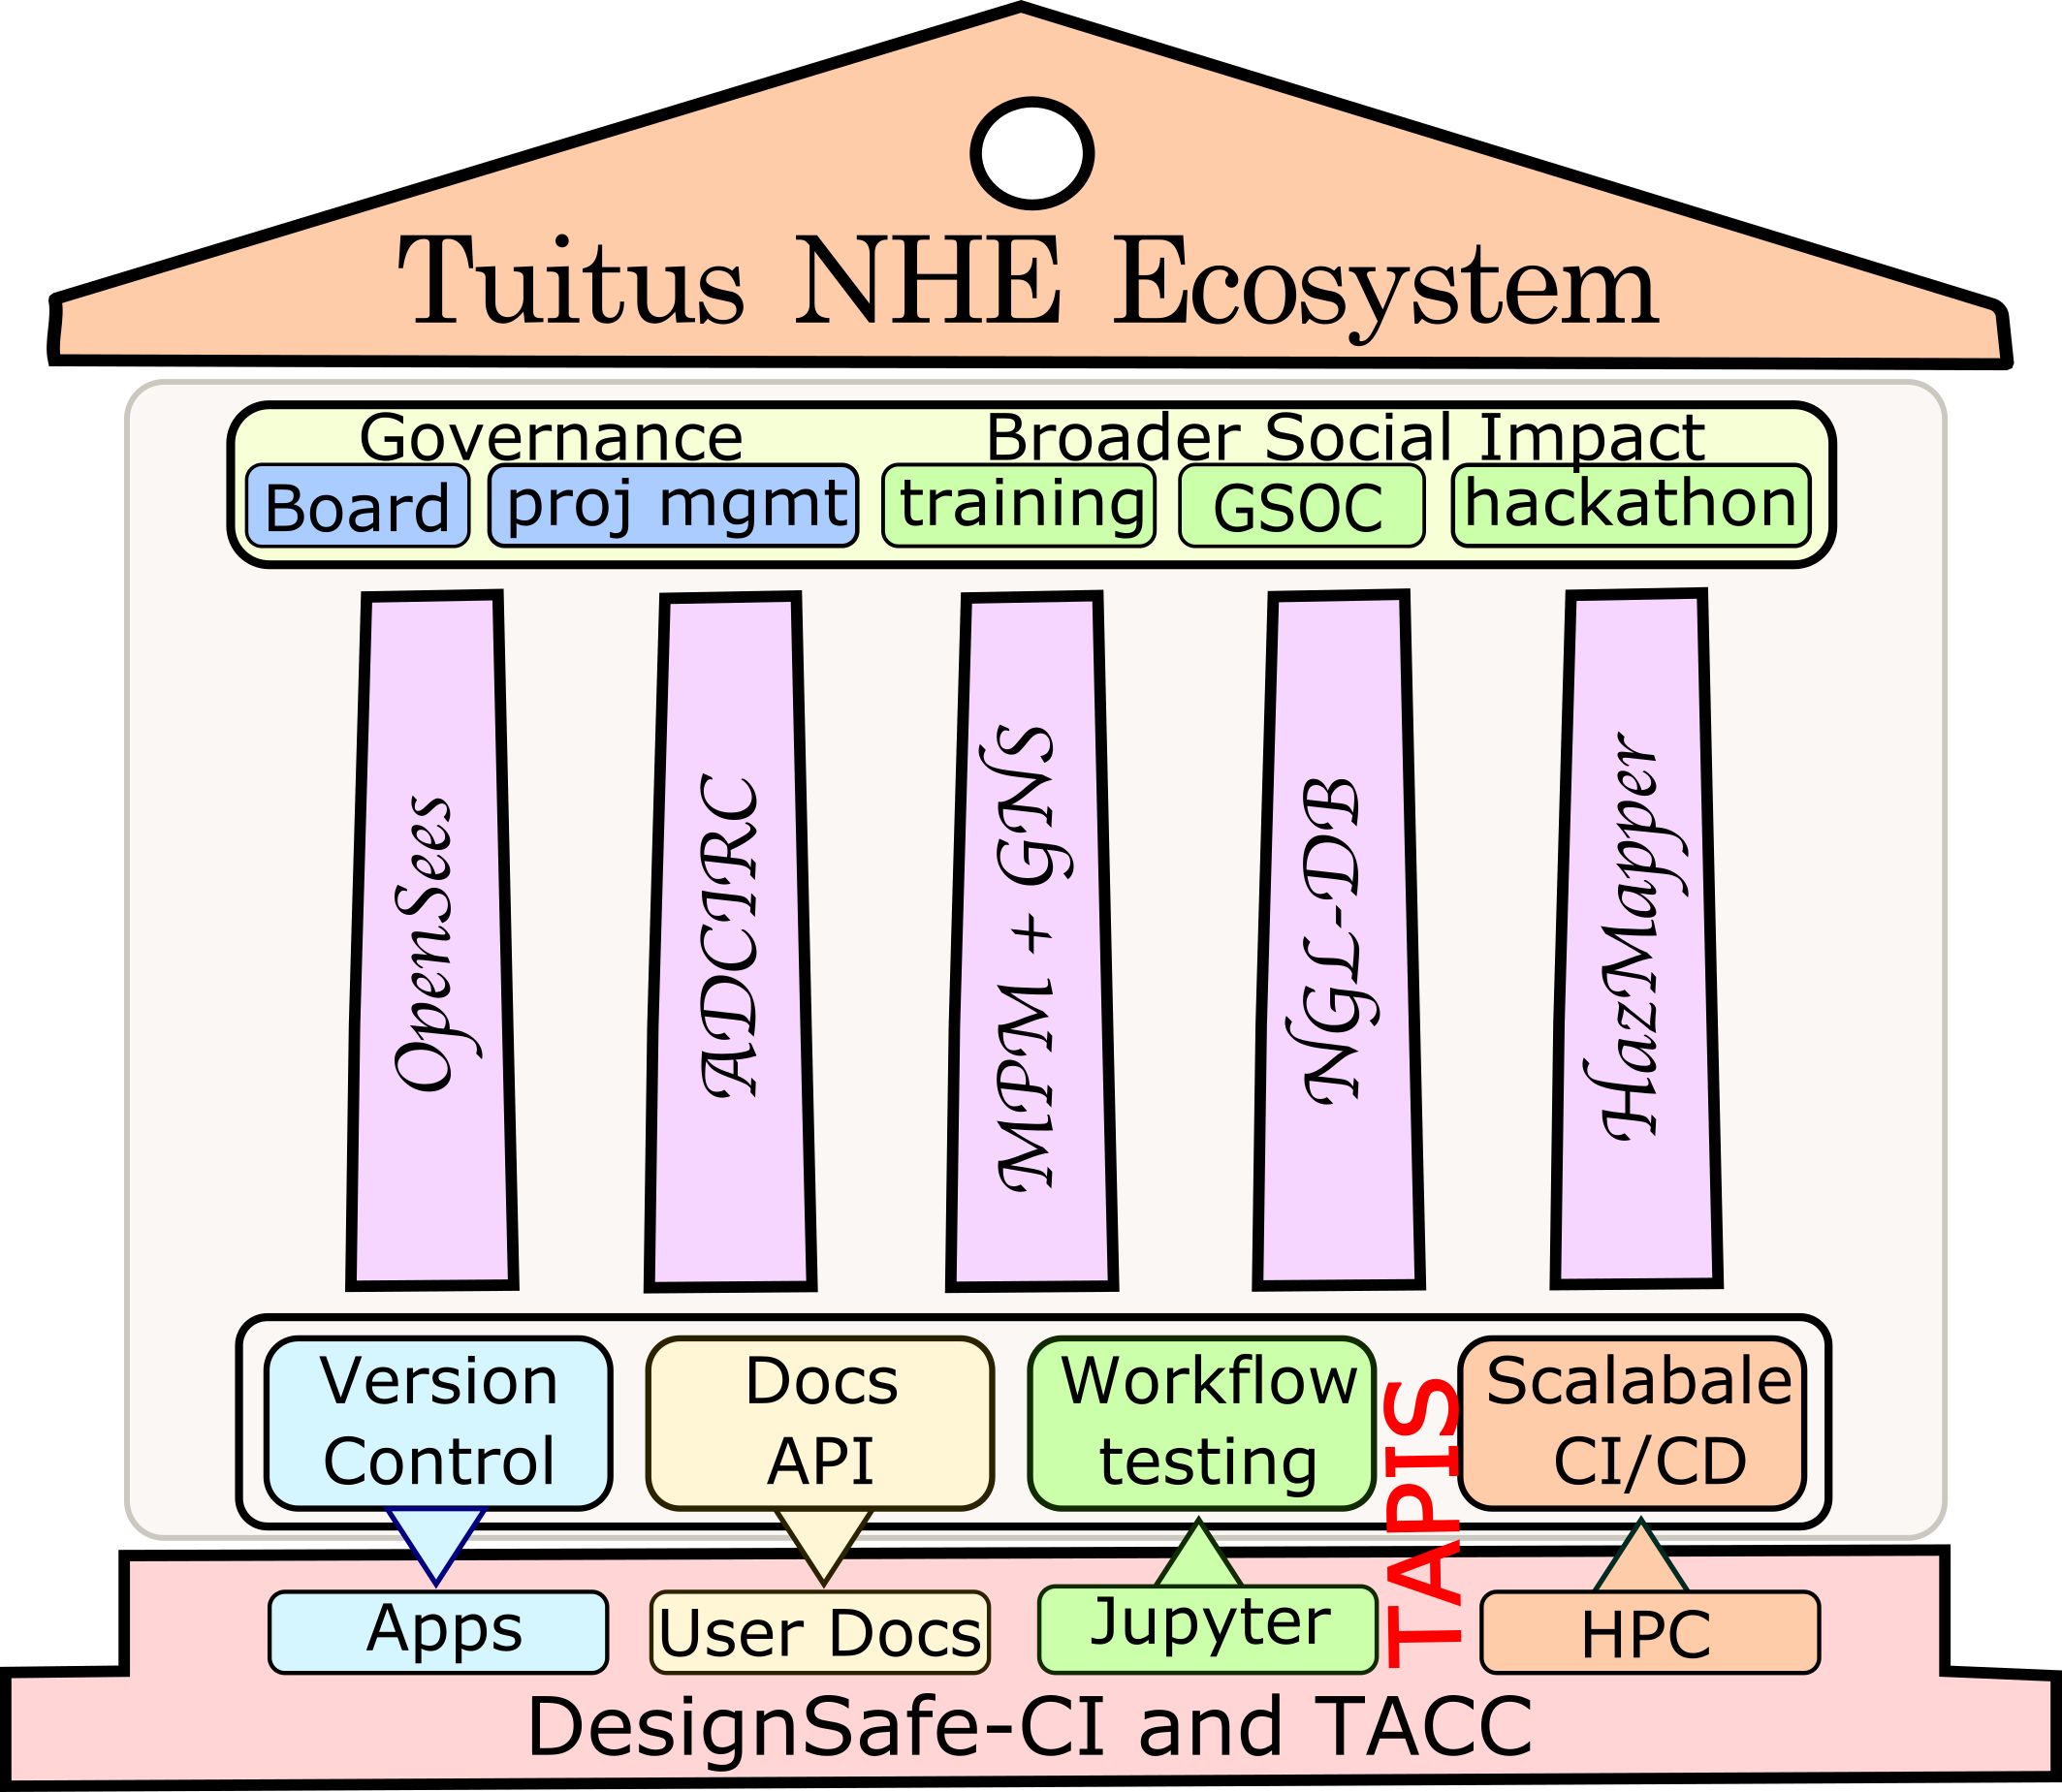 Tuitus NHE Ecosystem
Governance
Broader Social Impact
Board
proj mgmt
training
GSOC
hackathon
OpenSees
ADCIRC
MPM + GNS
NGL-DB
HazMapper
Version
Control
Docs
API
Workflow
testing
TAPIS
Scalabale
CI/CD
Apps
User Docs
Jupyter
HPC
DesignSafe-CI and TACC